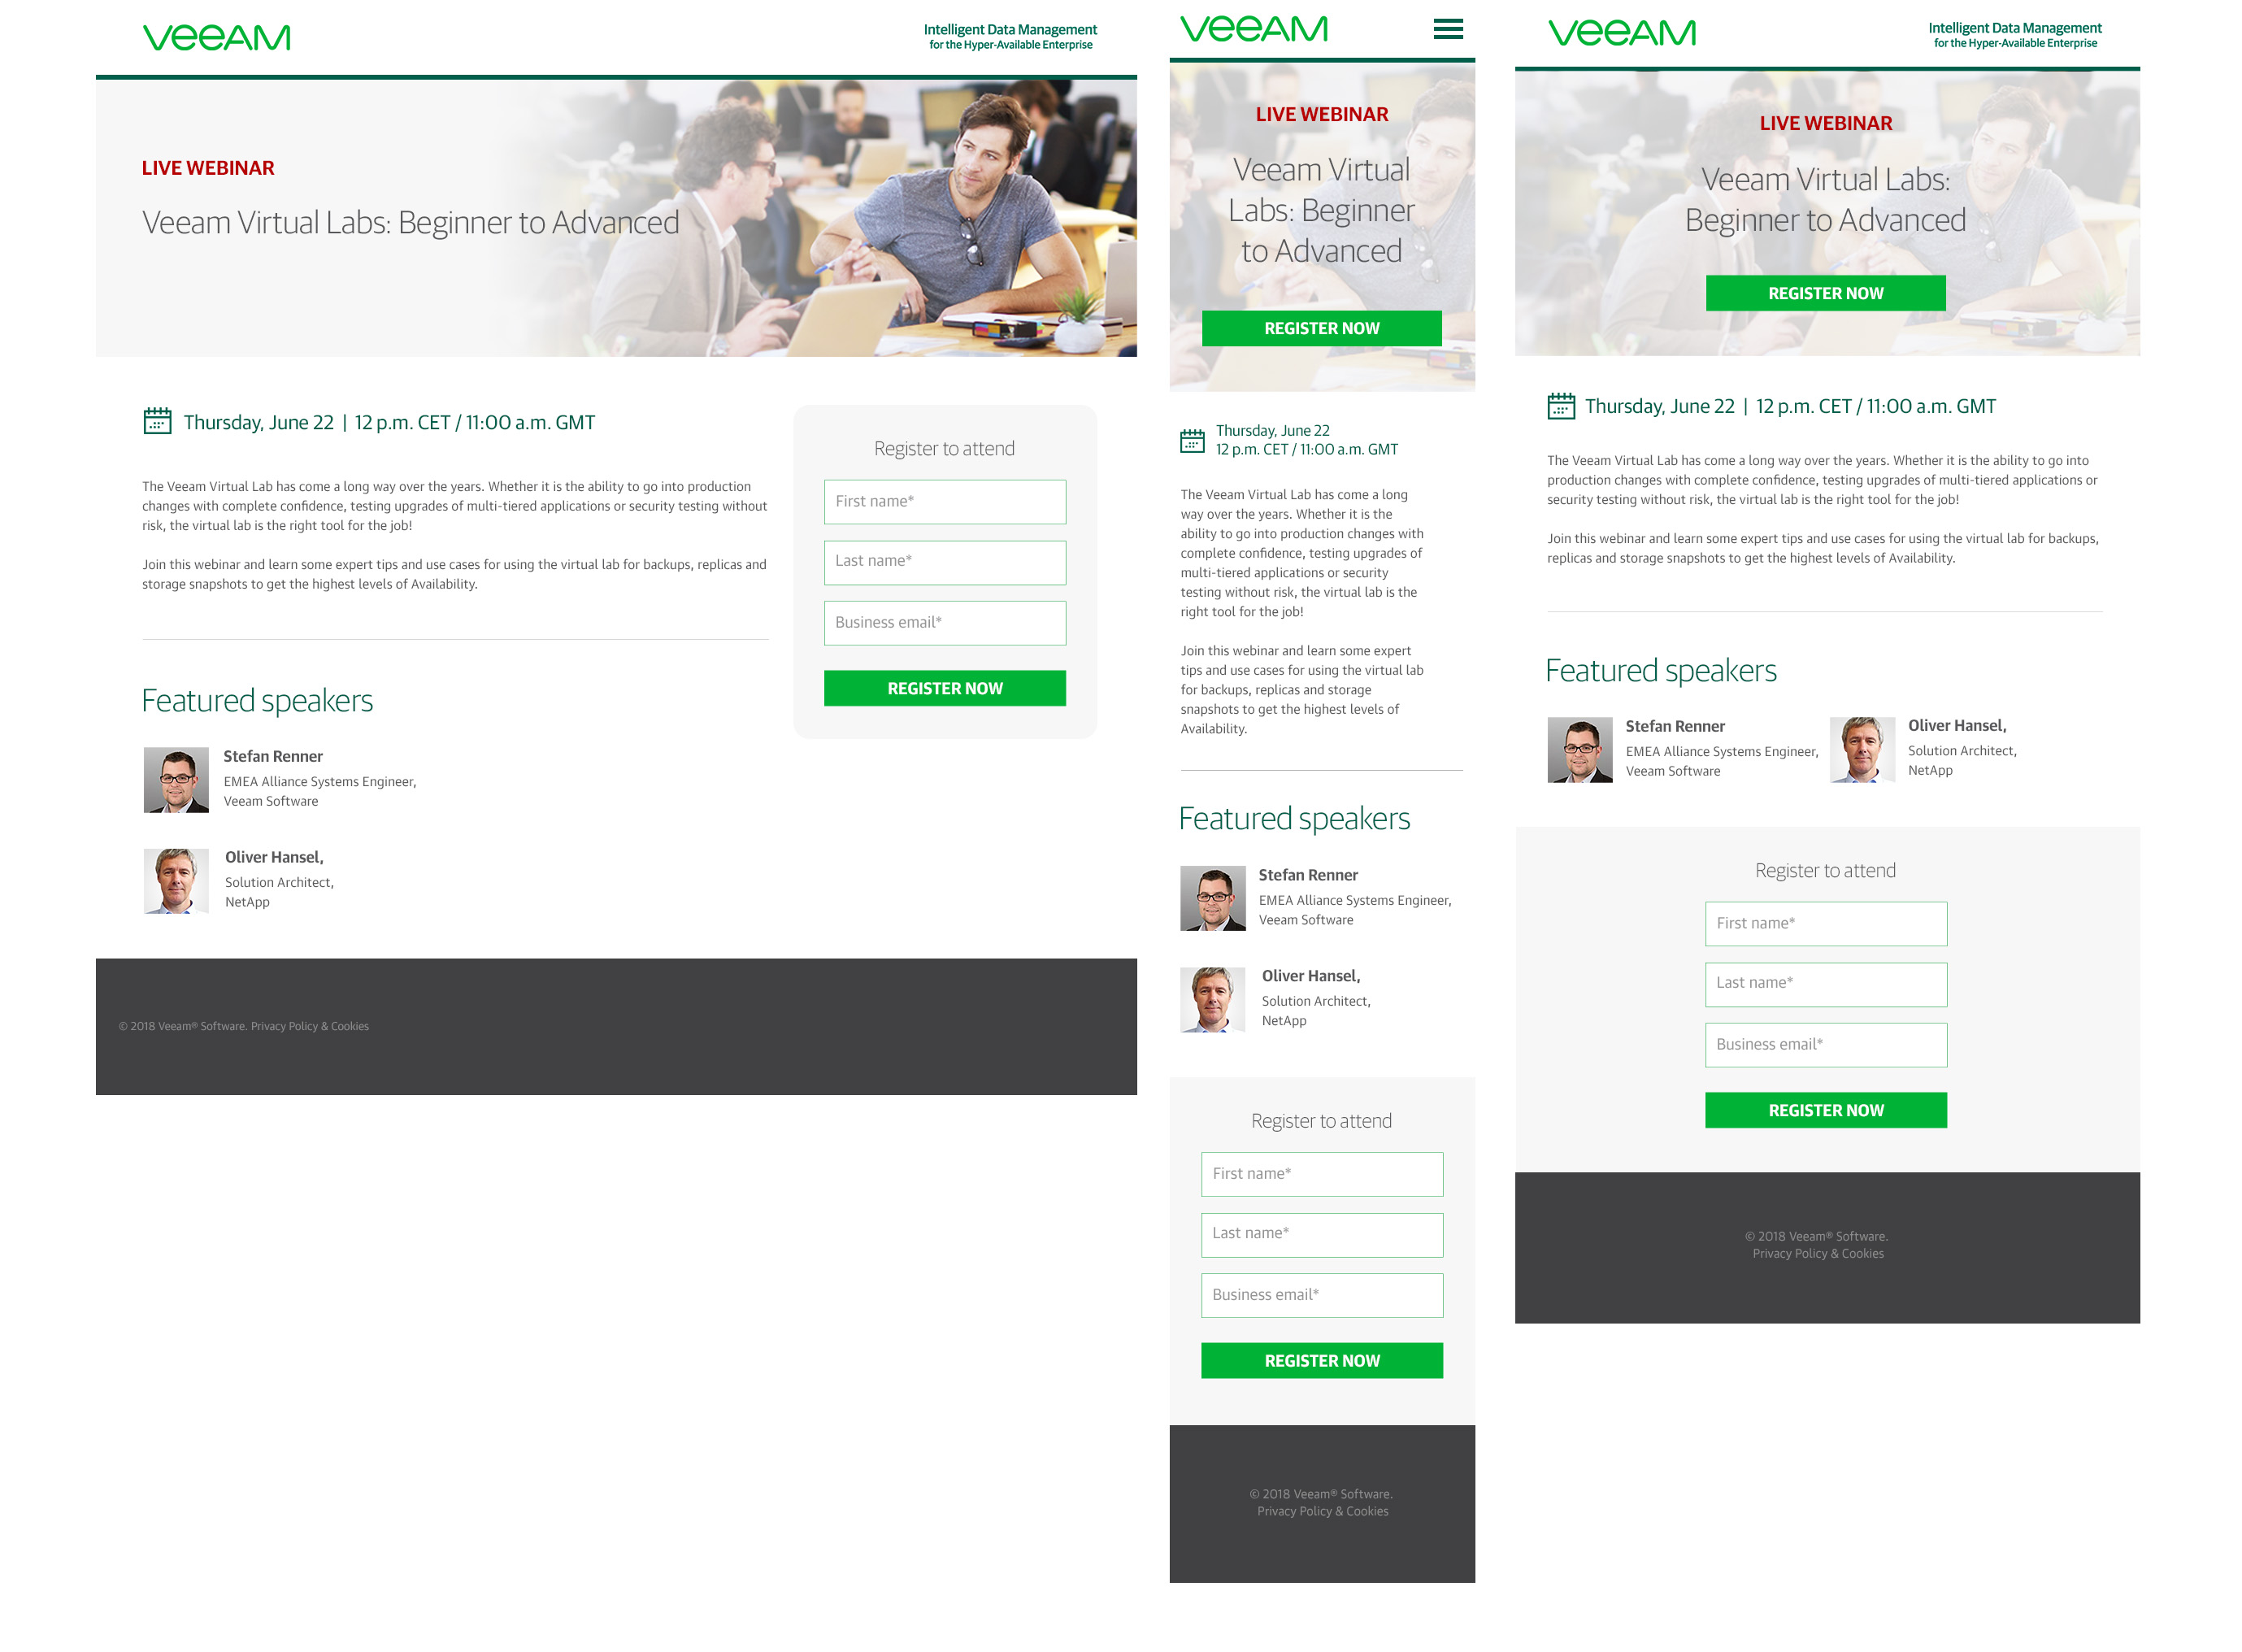 veeAM
Intelligent Data Management
for the Hyper-Available Enterprise
LIVE WEBINAR
Veeam Virtual Labs: Beginner to Advanced
Thursday, June 22 | 12 p.m. CET / 11:00 a.m. GMT
The Veeam Virtual Lab has come a long way over the years. Whether it is the ability to go into production
changes with complete confidence, testing upgrades of multi-tiered applications or security testing without
risk, the virtual lab is the right tool for the job!
Join this webinar and learn some expert tips and use cases for using the virtual lab for backups, replicas and
storage snapshots to get the highest levels of Availability.
Featured speakers
Stefan Renner
EMEA Alliance Systems Engineer,
Veeam Software
Oliver Hansel,
Solution Architect,
NetApp
Register to attend
First name*
Last name*
Business email*
REGISTER NOW
© 2018 Veeam® Software. Privacy Policy & Cookies
veeAM
LIVE WEBINAR
Veeam Virtual
Labs: Beginner
to Advanced
REGISTER NOW
Thursday, June 22
12 p.m. CET / 11:00 a.m. GMT
The Veeam Virtual Lab has come a long
way over the years. Whether it is the
ability to go into production changes with
complete confidence, testing upgrades of
multi-tiered applications or security
testing without risk, the virtual lab is the
right tool for the job!
Join this webinar and learn some expert
tips and use cases for using the virtual lab
for backups, replicas and storage
snapshots to get the highest levels of
Availability.
Featured speakers
Stefan Renner
EMEA Alliance Systems Engineer,
Veeam Software
Oliver Hansel,
Solution Architect,
NetApp
Register to attend
First name*
Last name*
Business email*
REGISTER NOW
© 2018 Veeam® Software.
Privacy Policy & Cookies
veeAM
Intelligent Data Management
for the Hyper-Available Enterprise
LIVE WEBINAR
Veeam Virtual Labs:
Beginner to Advanced
REGISTER NOW
Thursday, June 22 | 12 p.m. CET / 11:00 a.m. GMT
The Veeam Virtual Lab has come a long way over the years. Whether it is the ability to go into
production changes with complete confidence, testing upgrades of multi-tiered applications or
security testing without risk, the virtual lab is the right tool for the job!
Join this webinar and learn some expert tips and use cases for using the virtual lab for backups,
replicas and storage snapshots to get the highest levels of Availability.
Featured speakers
Stefan Renner
EMEA Alliance Systems Engineer,
Veeam Software
Oliver Hansel,
Solution Architect,
NetApp
Register to attend
First name*
Last name*
Business email*
REGISTER NOW
© 2018 Veeam® Software.
Privacy Policy & Cookies